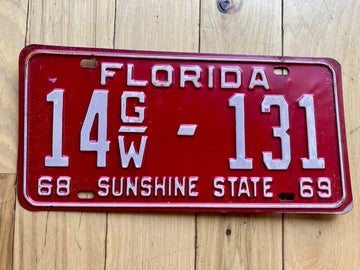 FLORIDA
14 G/W - 131
68 SUNSHINE STATE 69